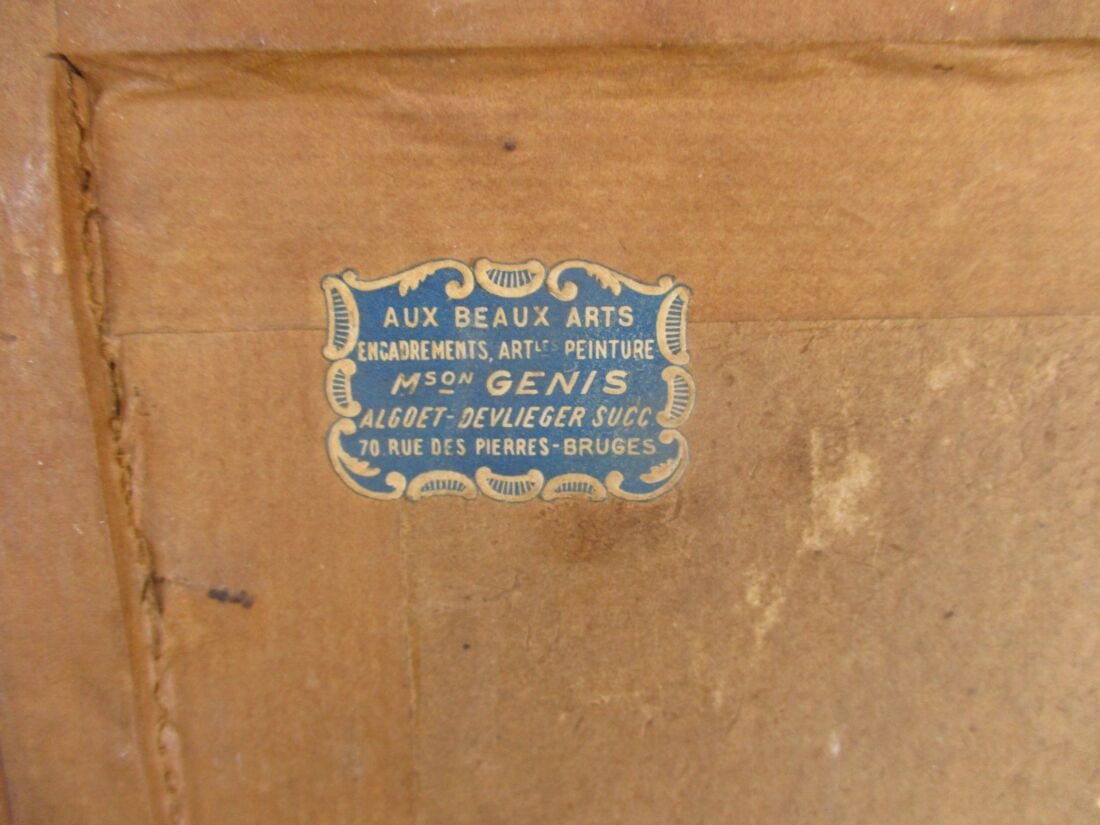 AUX BEAUX ARTS
ENCADREMENTS, ARTLES PEINTURE
MSON GENIS
ALGOET-DEVLIEGER SUCC.
70. RUE DES PIERRES-BRUGES